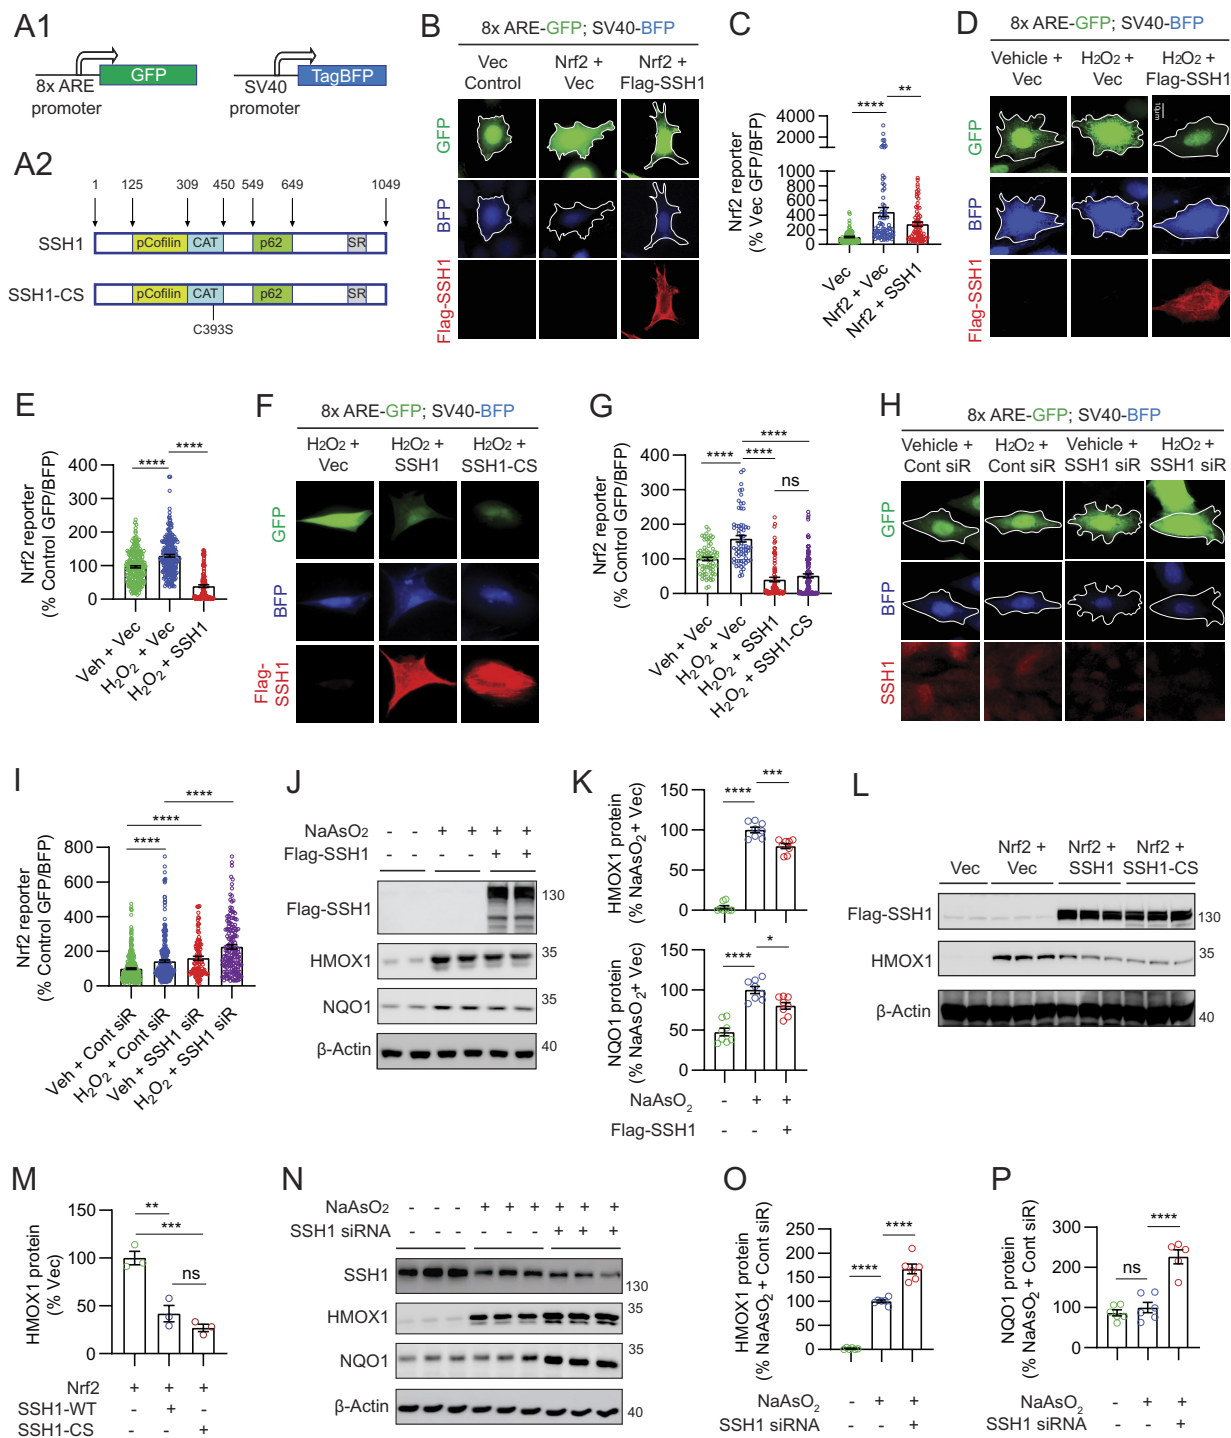 A1
GFP
8x ARE
promoter
TagBFP
SV40
promoter
A2
1 125 309 450 549 649 1049
SSH1 pCofilin CAT p62 SR
SSH1-CS pCofilin CAT p62 SR
C393S
B
8x ARE-GFP; SV40-BFP
Vec Control
Nrf2 + Vec
Nrf2 + Flag-SSH1
GFP
BFP
Flag-SSH1
C
Nrf2 reporter
(% Vec GFP/BFP)
4000
3000
2000
1000
800
600
400
200
0
**** **
Vec
Nrf2 + Vec
Nrf2 + SSH1
D
8x ARE-GFP; SV40-BFP
Vehicle + Vec
H2O2 + Vec
H2O2 + Flag-SSH1
10µm
GFP
BFP
Flag-SSH1
E
Nrf2 reporter
(% Control GFP/BFP)
400
300
200
100
0
**** ****
Veh + Vec
H2O2 + Vec
H2O2 + SSH1
F
8x ARE-GFP; SV40-BFP
H2O2 + Vec
H2O2 + SSH1
H2O2 + SSH1-CS
GFP
BFP
Flag-
SSH1
G
Nrf2 reporter
(% Control GFP/BFP)
400
300
200
100
0
****
**** ****
ns
Veh + Vec
H2O2 + Vec
H2O2 + SSH1
H2O2 + SSH1-CS
H
8x ARE-GFP; SV40-BFP
Vehicle + Cont siR
H2O2 + Cont siR
Vehicle + SSH1 siR
H2O2 + SSH1 siR
GFP
BFP
SSH1
I
Nrf2 reporter
(% Control GFP/BFP)
800
600
400
200
0
****
****
****
Veh + Cont siR
H2O2 + Cont siR
Veh + SSH1 siR
H2O2 + SSH1 siR
J
NaAsO2 - - + + + +
Flag-SSH1 - - - - + +
Flag-SSH1 130
HMOX1 35
NQO1 35
β-Actin 40
K
HMOX1 protein
(% NaAsO2+ Vec)
150
100
50
0
**** ***
NQO1 protein
(% NaAsO2+ Vec)
150
100
50
0
**** *
NaAsO2 - + +
Flag-SSH1 - - +
L
Vec
Nrf2 + Vec
Nrf2 + SSH1
Nrf2 + SSH1-CS
Flag-SSH1 130
HMOX1 35
β-Actin 40
M
HMOX1 protein
(% Vec)
150
100
50
0
**
***
ns
Nrf2 + + +
SSH1-WT - + -
SSH1-CS - - +
N
NaAsO2 - - - + + + + + +
SSH1 siRNA - - - - - - + + +
SSH1 130
HMOX1 35
NQO1 35
β-Actin 40
O
HMOX1 protein
(% NaAsO2 + Cont siR)
250
200
150
100
50
0
**** ****
NaAsO2 - + +
SSH1 siRNA - - +
P
NQO1 protein
(% NaAsO2 + Cont siR)
300
200
100
0
ns ****
NaAsO2 - + +
SSH1 siRNA - - +